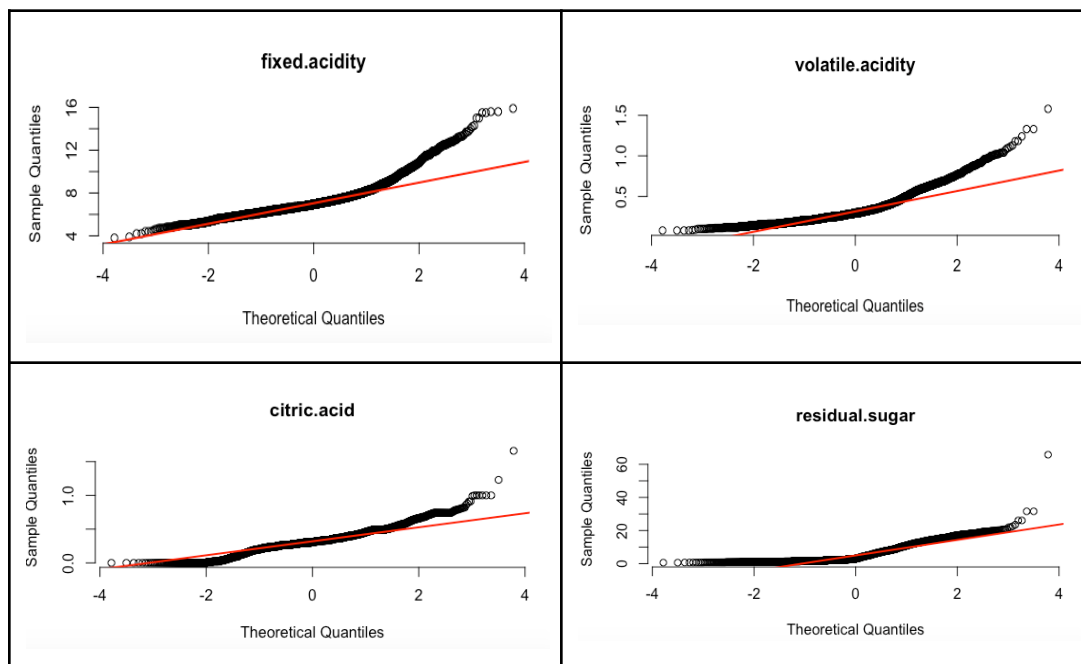 fixed.acidity
Sample Quantiles
16
12
8
4
-4 -2 0 2 4
Theoretical Quantiles
volatile.acidity
Sample Quantiles
1.5
1.0
0.5
-4 -2 0 2 4
Theoretical Quantiles
citric.acid
Sample Quantiles
1.0
0.0
-4 -2 0 2 4
Theoretical Quantiles
residual.sugar
Sample Quantiles
60
40
20
0
-4 -2 0 2 4
Theoretical Quantiles